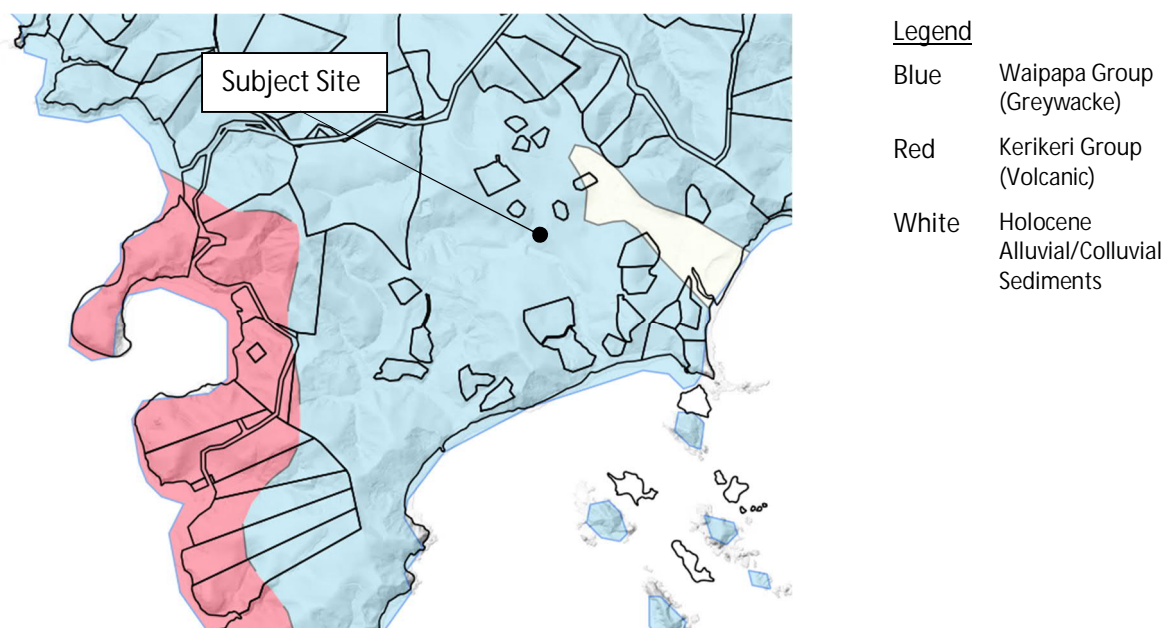 Subject Site
Legend
Blue Waipapa Group
(Greywacke)
Red Kerikeri Group
(Volcanic)
White Holocene
Alluvial/Colluvial
Sediments